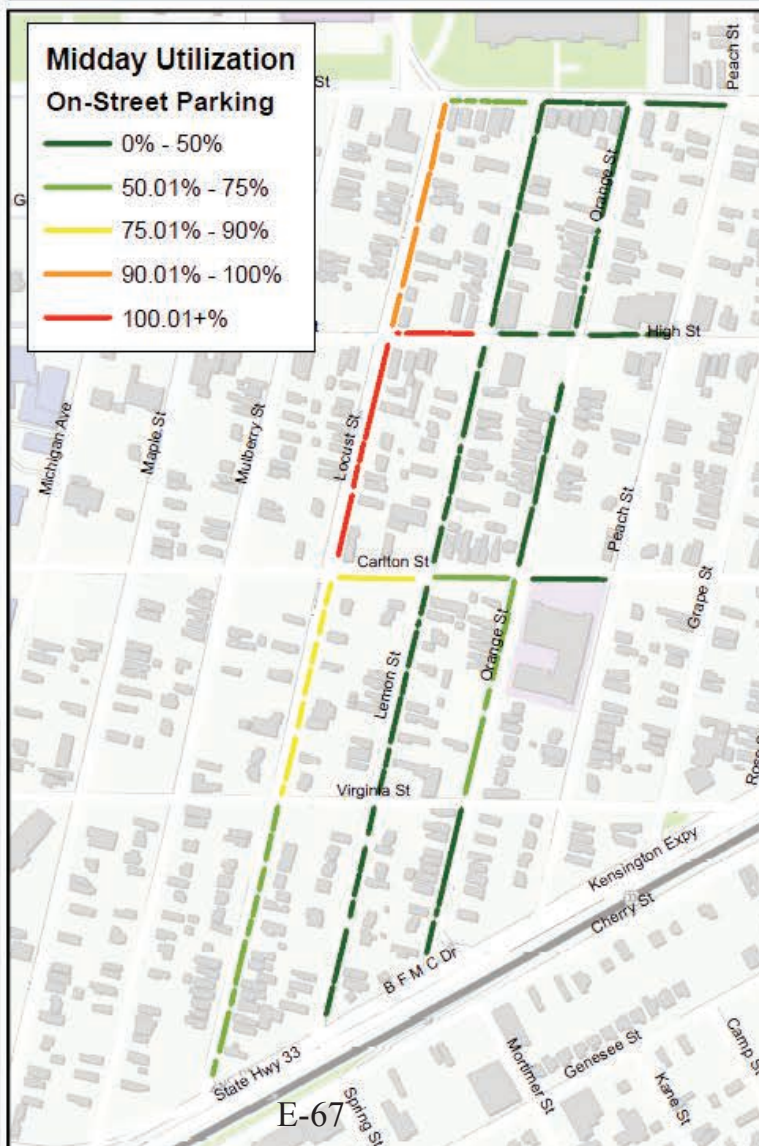 Midday Utilization
On-Street Parking
0% - 50%
50.01% - 75%
75.01% - 90%
90.01% - 100%
100.01+%
St
Peach St
Orange St
G
t
High St
Michigan Ave
Maple St
Mulberry St
Locust St
Peach St
Carlton St
Grape St
Lemon St
Orange St
Virginia St
Kensington Expy
Cherry St
B F M C Dr
State Hwy 33
Mortimer St
Genesee St
Camp St
Kane St
Spring St
E-67